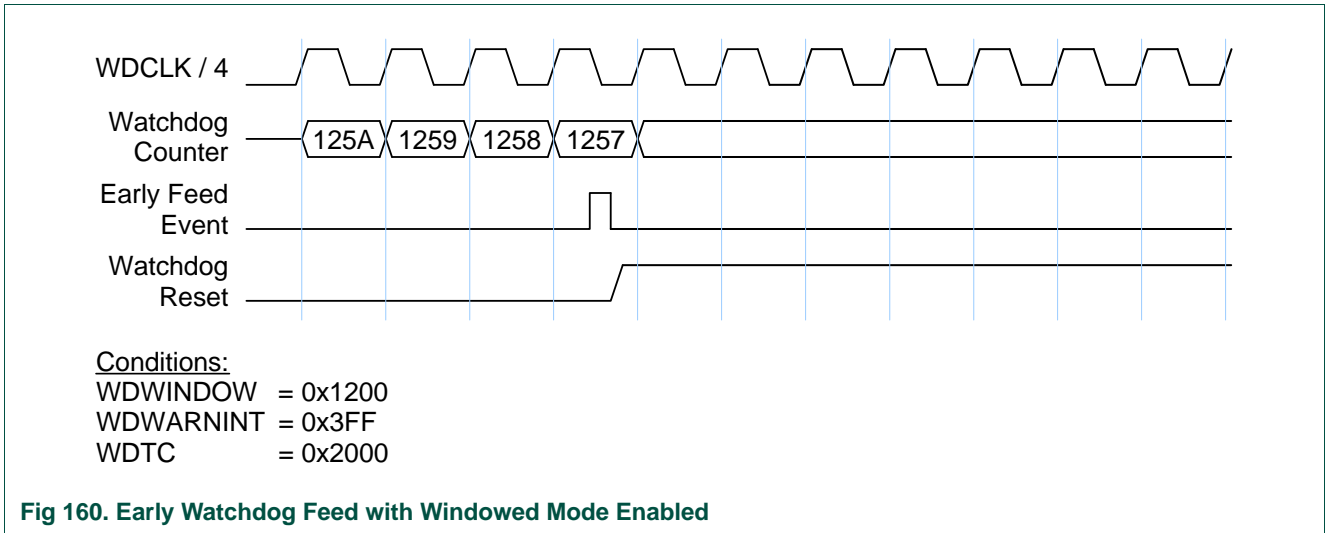 WDCLK / 4
Watchdog
Counter
125A 1259 1258 1257
Early Feed
Event
Watchdog
Reset
Conditions:
WDWINDOW = 0x1200
WDWARNINT = 0x3FF
WDTC = 0x2000
Fig 160. Early Watchdog Feed with Windowed Mode Enabled